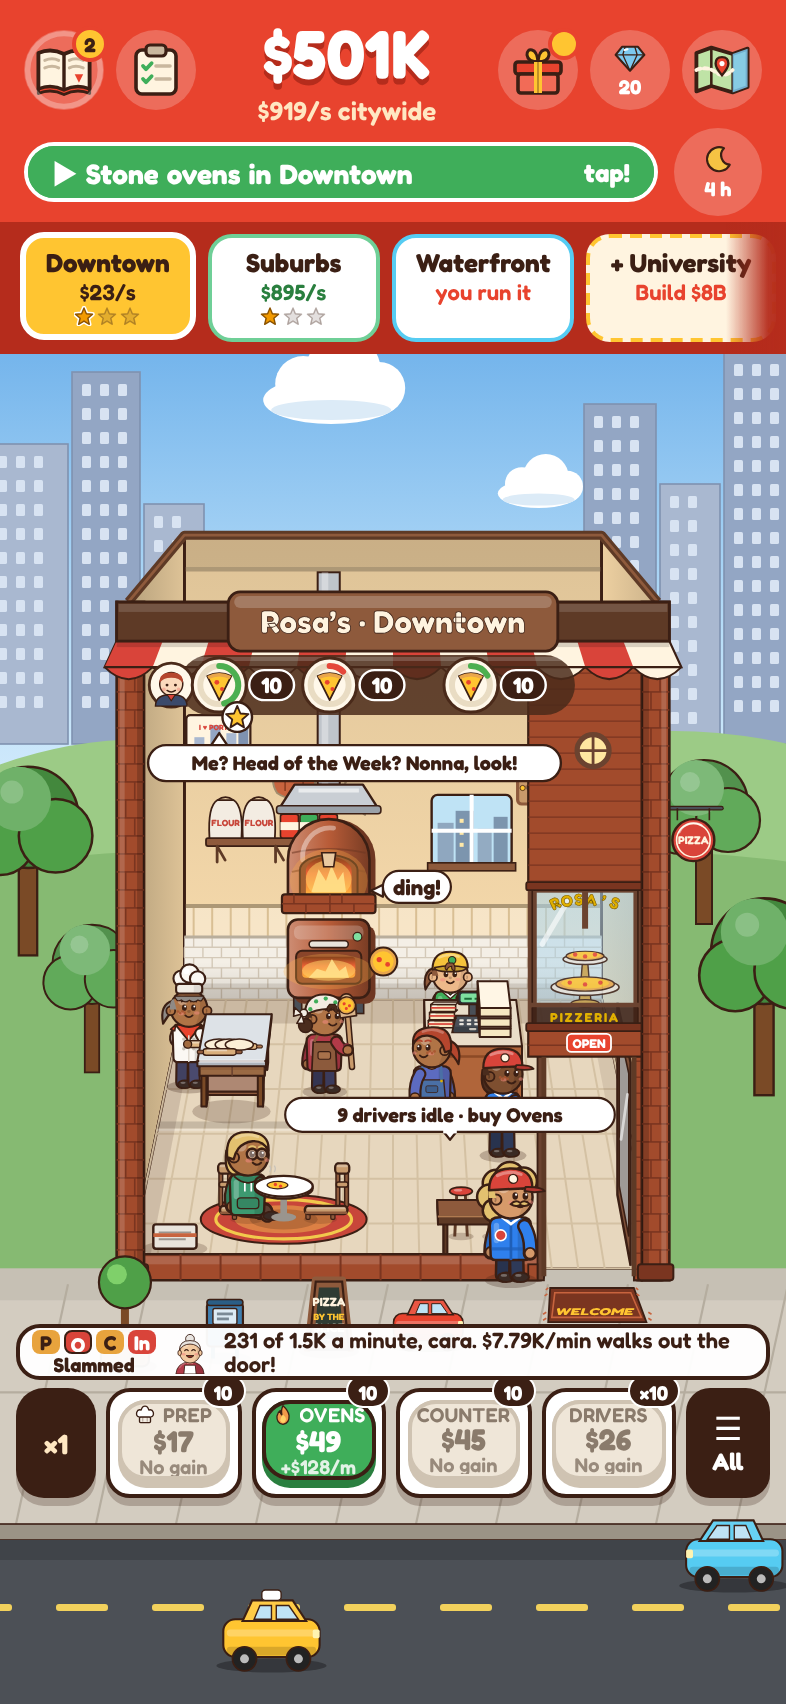 2
$501K
$919/s citywide
20
Stone ovens in Downtown
tap!
4 h
Downtown
$23/s
Suburbs
$895/s
Waterfront
you run it
+ University
Build $8B
Rosa's · Downtown
10
10
10
I ♥ POR
Me? Head of the Week? Nonna, look!
FLOUR
FLOUR
PIZZA
ding!
ROSA'S
PIZZERIA
OPEN
9 drivers idle · buy Ovens
PIZZA
BY THE
WELCOME
P O C In
Slammed
231 of 1.5K a minute, cara. $7.79K/min walks out the
door!
x1
10
PREP
$17
No gain
10
OVENS
$49
+$128/m
10
COUNTER
$45
No gain
x10
DRIVERS
$26
No gain
All